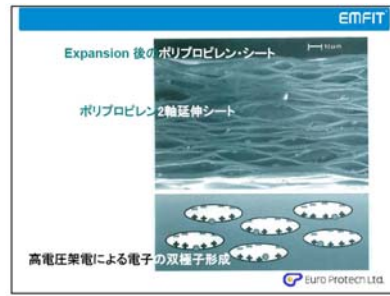 EMFIT
Expansion 後のポリプロピレン・シート
10μm
ポリプロピレン2軸延伸シート
高電圧架電による電子の双極子形成
Euro Protech Ltd.